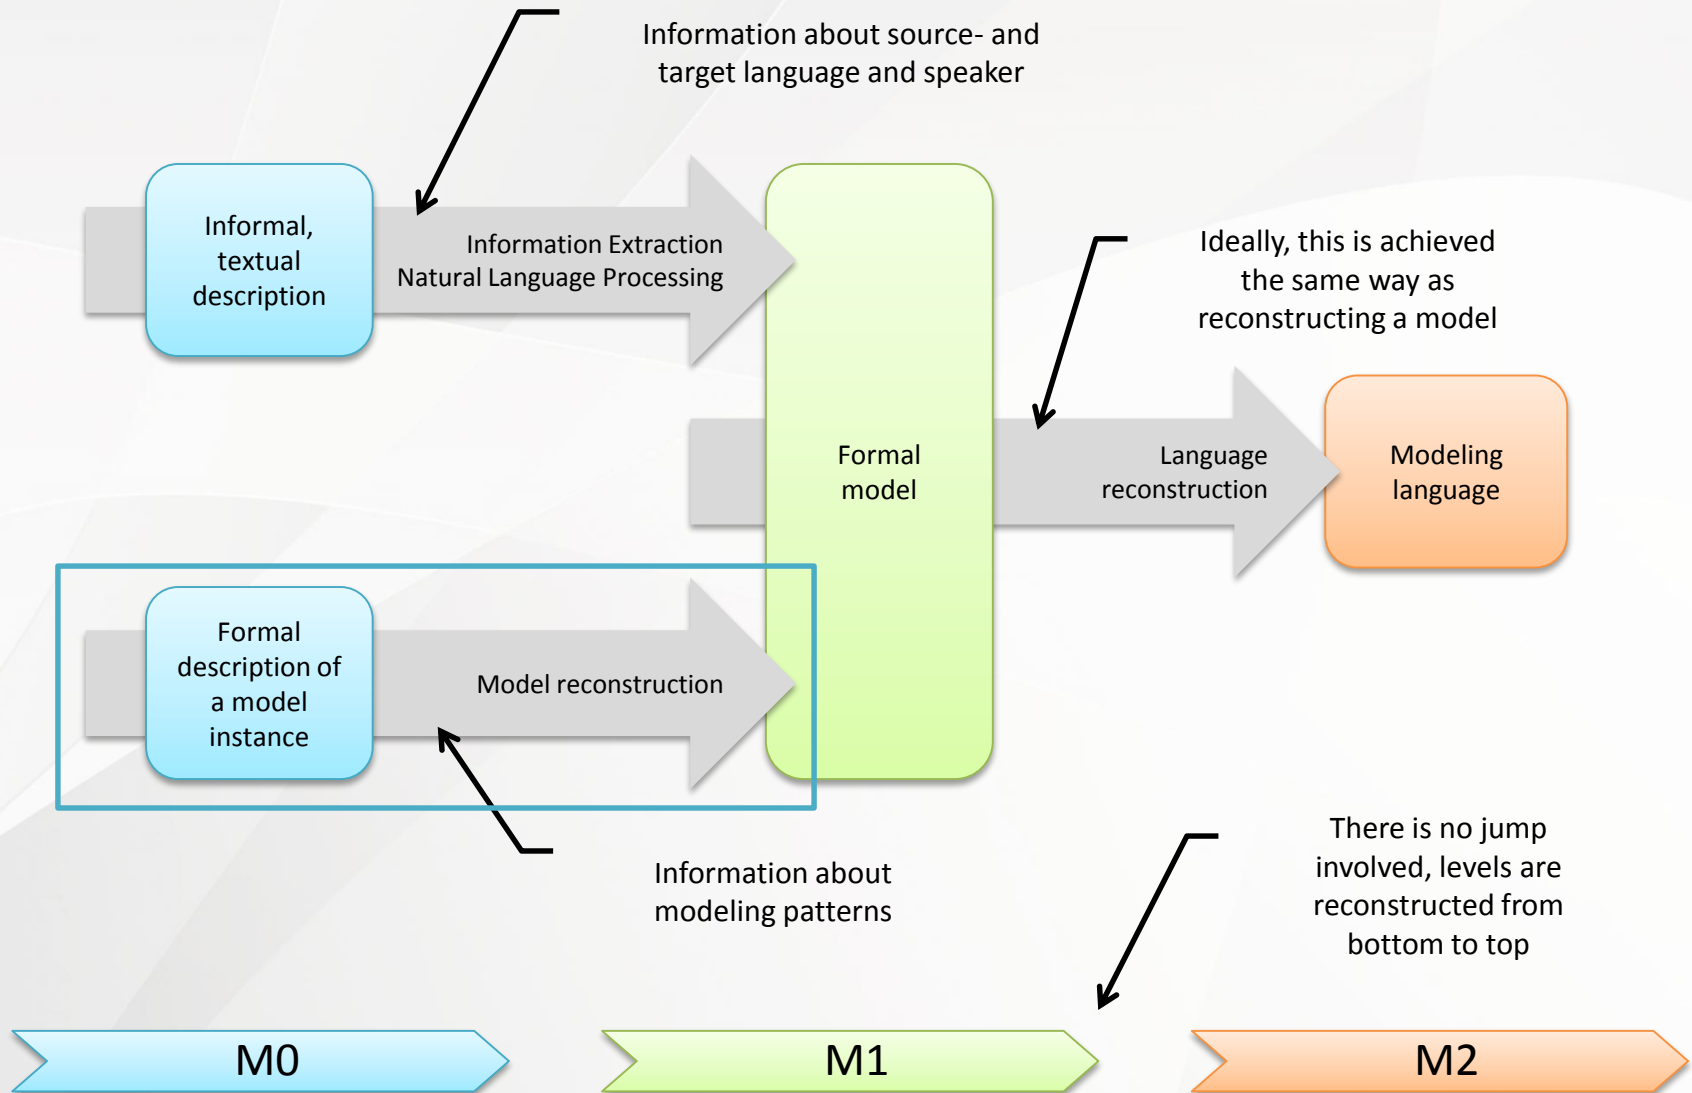 Information about source- and
target language and speaker
Informal,
textual
description
Information Extraction
Natural Language Processing
Ideally, this is achieved
the same way as
reconstructing a model
Formal
model
Language
reconstruction
Modeling
language
Formal
description of
a model
instance
Model reconstruction
Information about
modeling patterns
There is no jump
involved, levels are
reconstructed from
bottom to top
M0
M1
M2